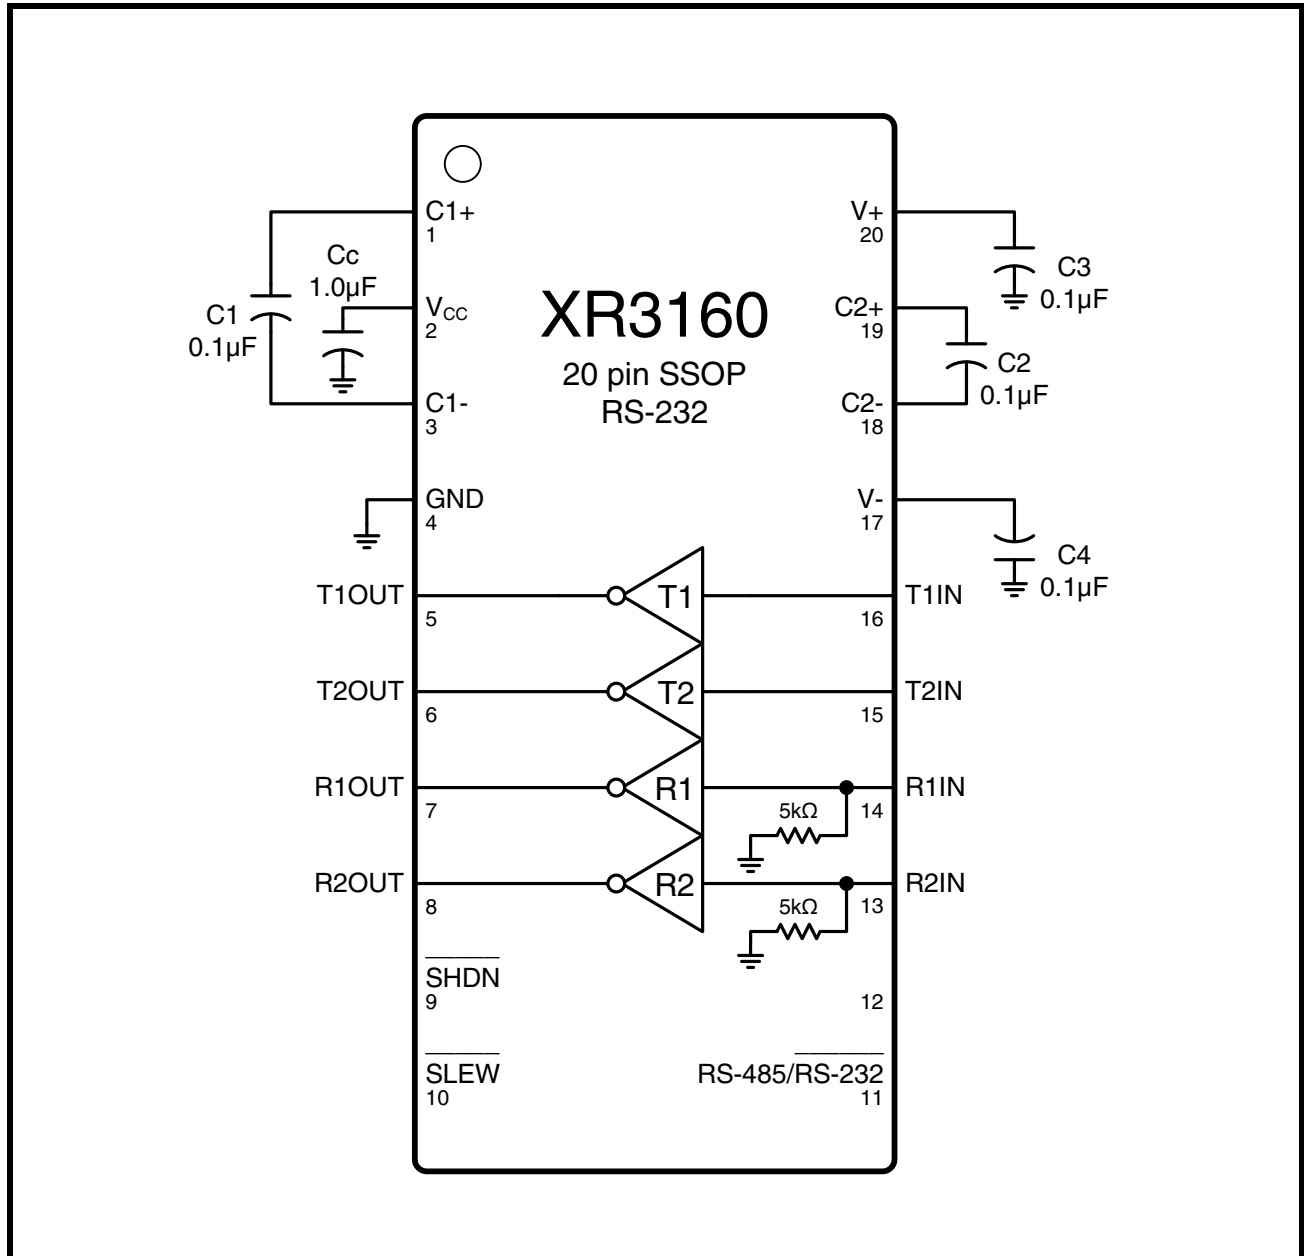 C1+
1
Cc
1.0µF
V_CC
2
C1
0.1µF
C1-
3
GND
4
XR3160
20 pin SSOP
RS-232
V+
20
C3
0.1µF
C2+
19
C2
0.1µF
C2-
18
V-
17
C4
0.1µF
T1OUT
5
T1
T1IN
16
T2OUT
6
T2
T2IN
15
R1OUT
7
R1
5kΩ
R1IN
14
R2OUT
8
R2
5kΩ
R2IN
13
SHDN
9
12
SLEW
10
RS-485/RS-232
11